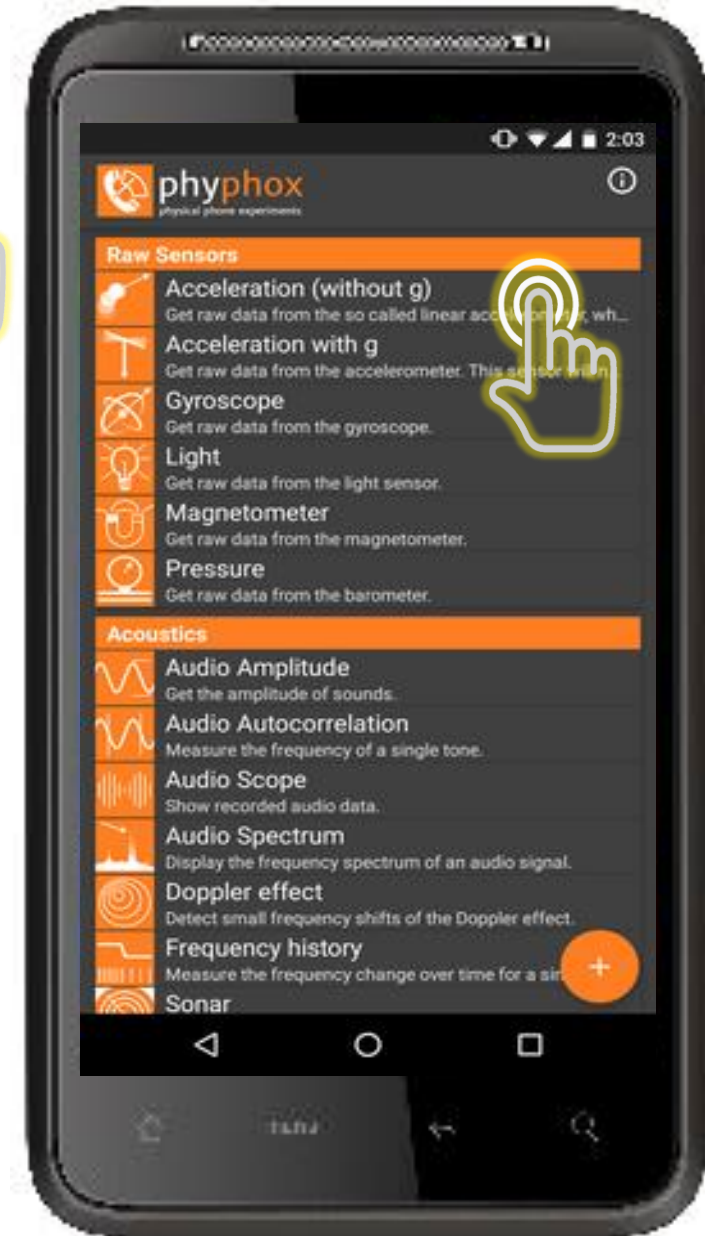 2:03
phyphox
physical phone experiments
Raw Sensors
Acceleration (without g)
Get raw data from the so called linear accelerometer, wh...
Acceleration with g
Get raw data from the accelerometer. This sensor will n...
Gyroscope
Get raw data from the gyroscope.
Light
Get raw data from the light sensor.
Magnetometer
Get raw data from the magnetometer.
Pressure
Get raw data from the barometer.
Acoustics
Audio Amplitude
Get the amplitude of sounds.
Audio Autocorrelation
Measure the frequency of a single tone.
Audio Scope
Show recorded audio data.
Audio Spectrum
Display the frequency spectrum of an audio signal.
Doppler effect
Detect small frequency shifts of the Doppler effect.
Frequency history
Measure the frequency change over time for a sin
+
Sonar